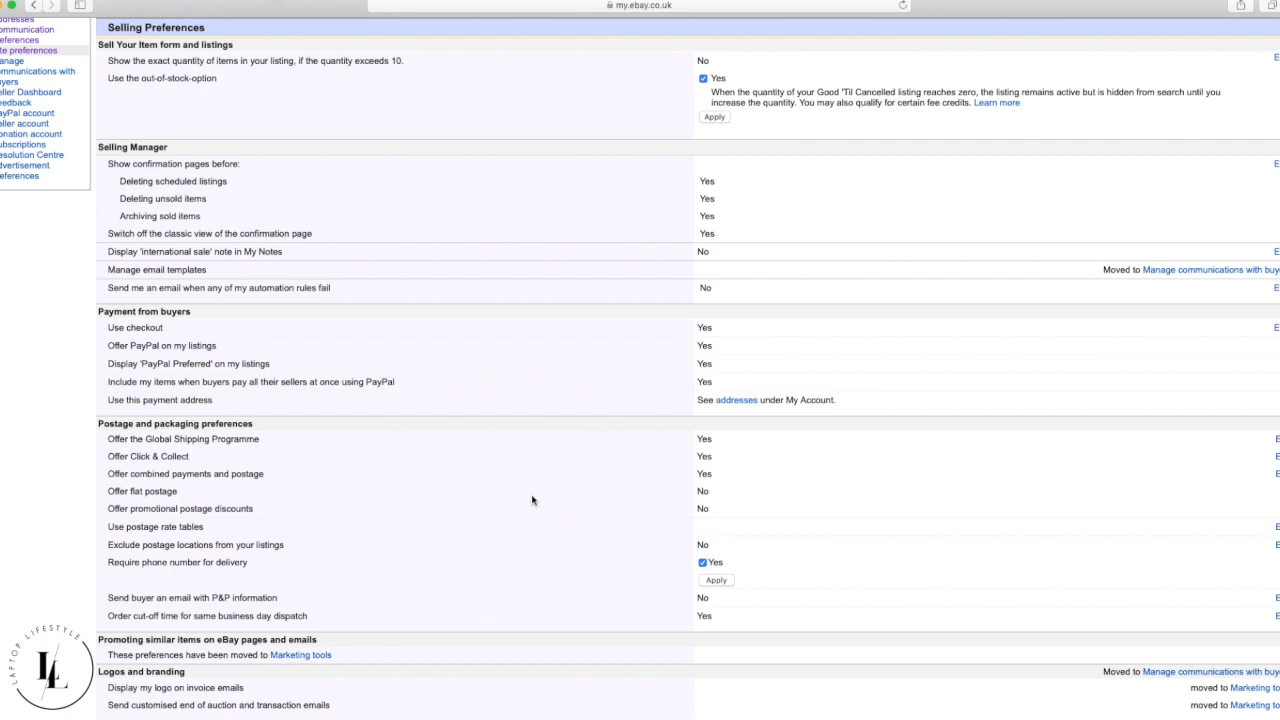 my.ebay.co.uk
Selling Preferences
Sell Your Item form and listings
Show the exact quantity of items in your listing, if the quantity exceeds 10. No
Use the out-of-stock-option Yes
When the quantity of your Good 'Til Cancelled listing reaches zero, the listing remains active but is hidden from search until you
increase the quantity. You may also qualify for certain fee credits. Learn more
Apply
Selling Manager
Show confirmation pages before:
Deleting scheduled listings Yes
Deleting unsold items Yes
Archiving sold items Yes
Switch off the classic view of the confirmation page Yes
Display 'international sale' note in My Notes No
Manage email templates Moved to Manage communications with buy
Send me an email when any of my automation rules fail No
Payment from buyers
Use checkout Yes
Offer PayPal on my listings Yes
Display 'PayPal Preferred' on my listings Yes
Include my items when buyers pay all their sellers at once using PayPal Yes
Use this payment address See addresses under My Account.
Postage and packaging preferences
Offer the Global Shipping Programme Yes
Offer Click & Collect Yes
Offer combined payments and postage Yes
Offer flat postage No
Offer promotional postage discounts No
Use postage rate tables
Exclude postage locations from your listings No
Require phone number for delivery Yes
Apply
Send buyer an email with P&P information No
Order cut-off time for same business day dispatch Yes
Promoting similar items on eBay pages and emails
These preferences have been moved to Marketing tools
Logos and branding Moved to Manage communications with buy
Display my logo on invoice emails moved to Marketing to
Send customised end of auction and transaction emails moved to Marketing to
ddresses
ommunication
eferences
te preferences
anage
mmunications with
yers
eller Dashboard
eedback
ayPal account
eller account
onation account
ubscriptions
esolution Centre
dvertisement
eferences
LAPTOP LIFESTYLE
LL